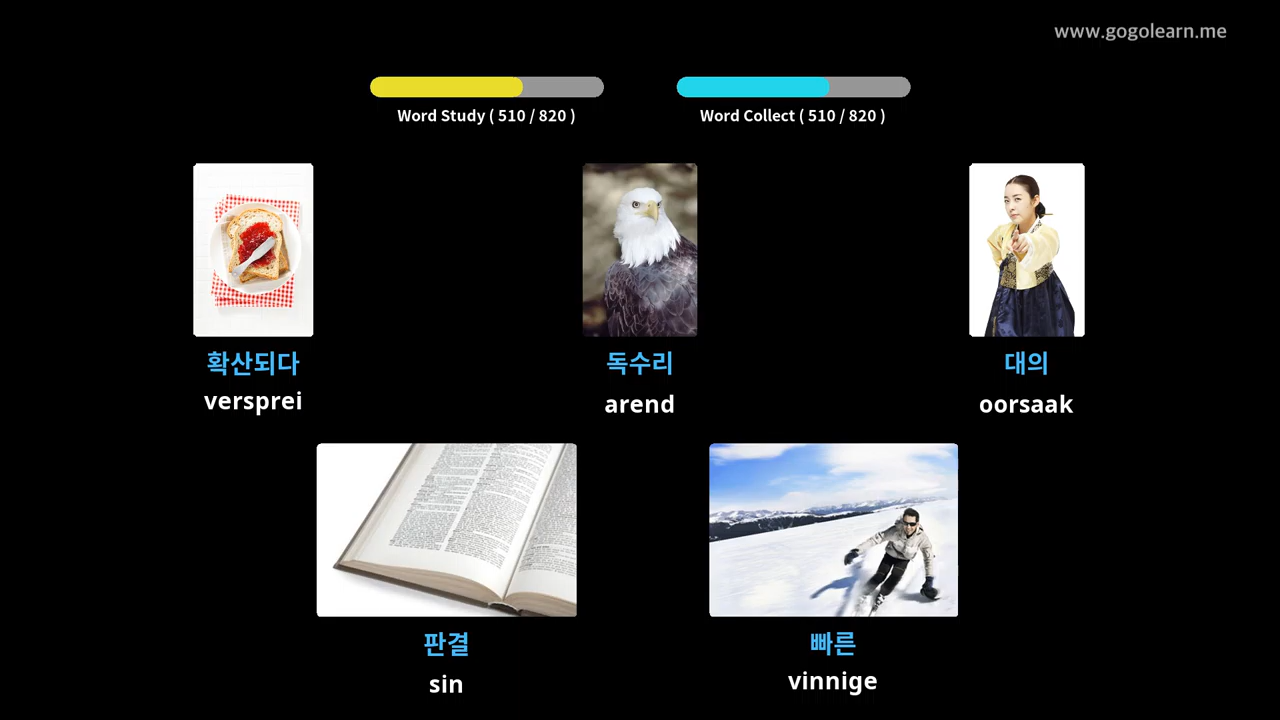 www.gogolearn.me
Word Study ( 510 / 820 )
Word Collect ( 510 / 820 )
확산되다
versprei
독수리
arend
대의
oorsaak
판결
sin
빠른
vinnige